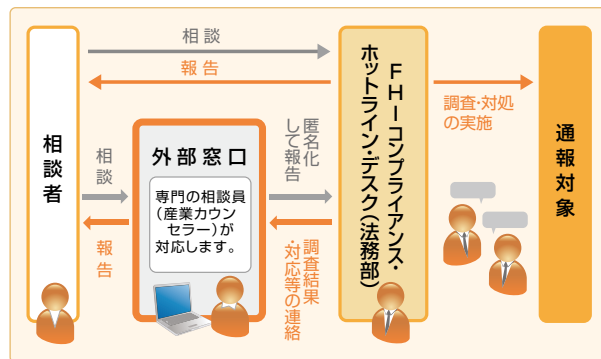 相談者
相談
報告
相談
報告
外部窓口
専門の相談員
(産業カウン
セラー)が
対応します。
匿名化
して報告
調査結果
・対応等の連絡
FHIコンプライアンス・
ホットライン・デスク(法務部)
調査・対処
の実施
通報対象